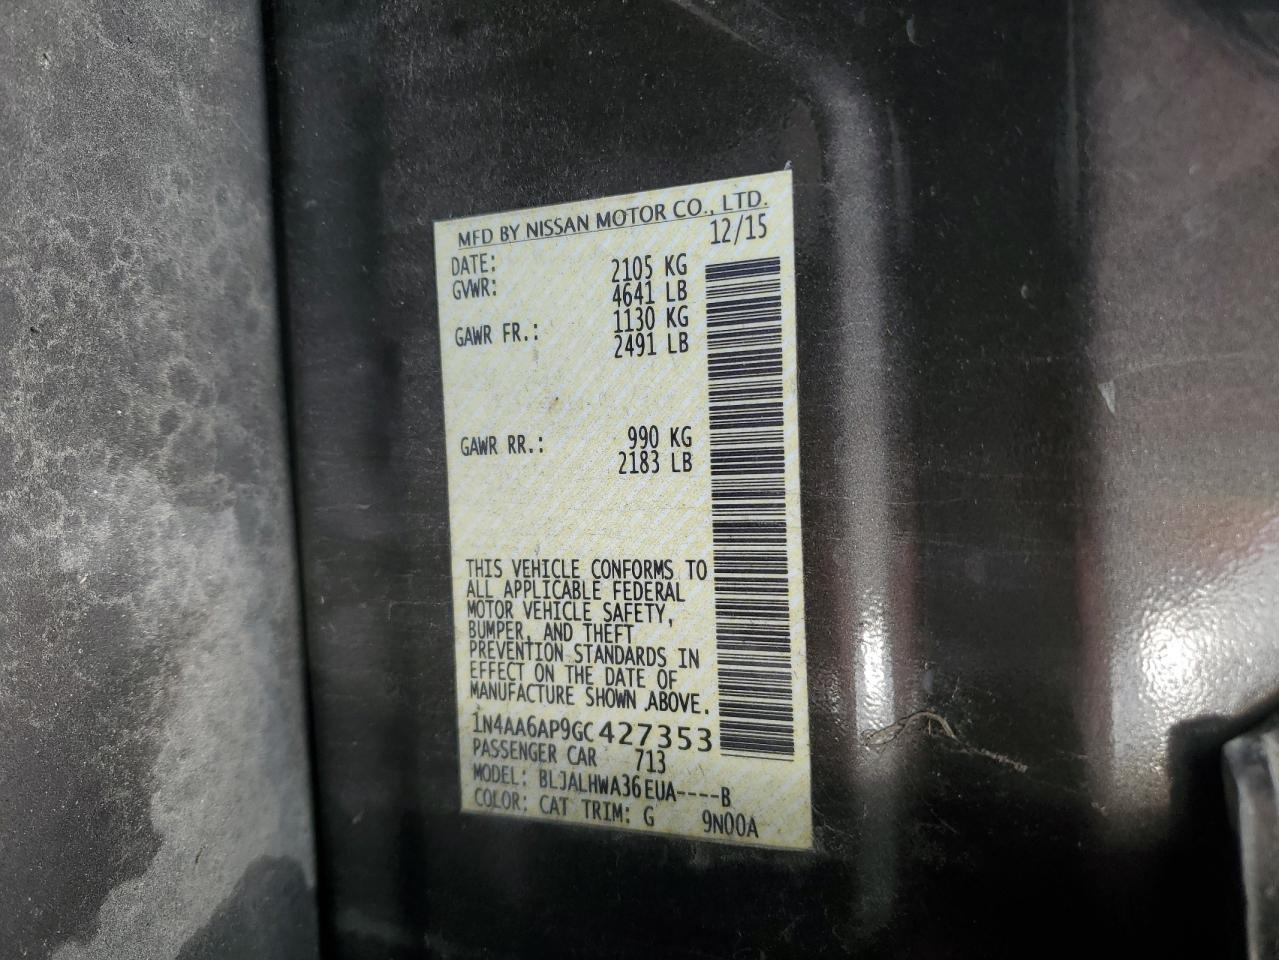 MFD BY NISSAN MOTOR CO., LTD.
DATE: 12/15
GVWR: 2105 KG
4641 LB
GAWR FR.: 1130 KG
2491 LB
GAWR RR.: 990 KG
2183 LB
THIS VEHICLE CONFORMS TO
ALL APPLICABLE FEDERAL
MOTOR VEHICLE SAFETY,
BUMPER, AND THEFT
PREVENTION STANDARDS IN
EFFECT ON THE DATE OF
MANUFACTURE SHOWN ABOVE.
1N4AA6AP9GC427353
PASSENGER CAR 713
MODEL: BLJALHWA36EUA----B
COLOR: CAT TRIM: G 9N00A